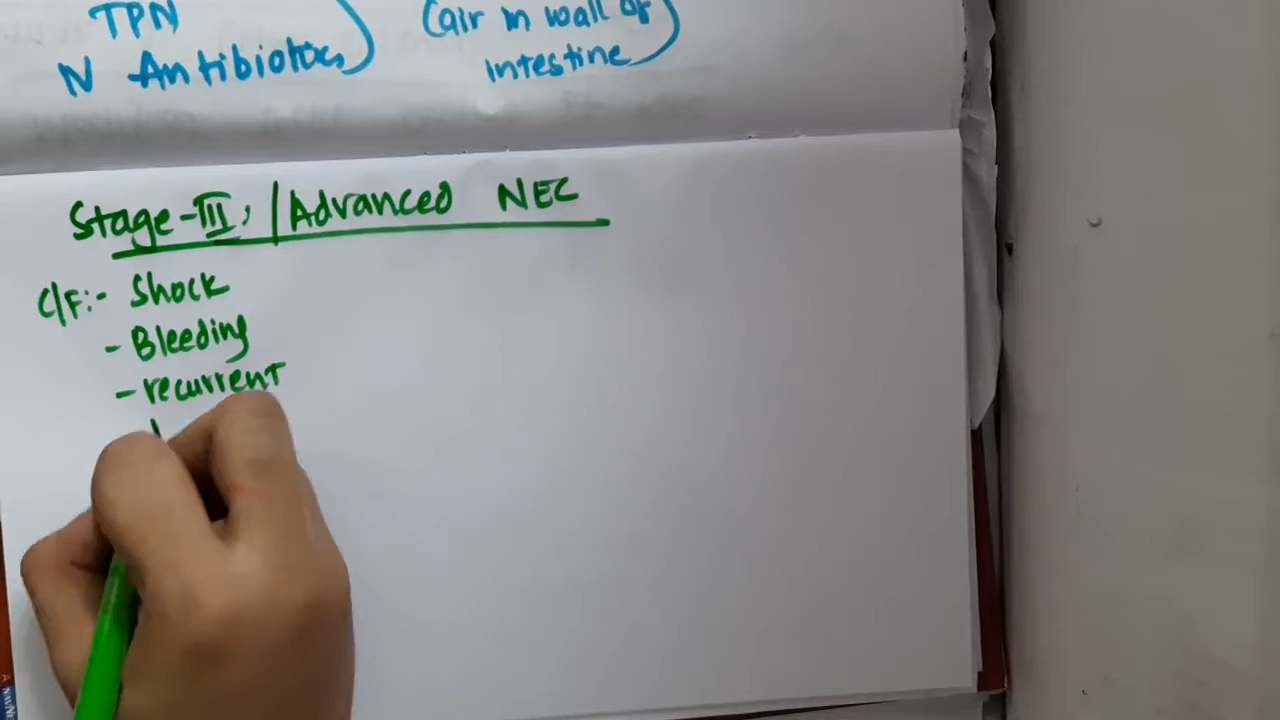 TPN (air in wall of
N Antibiotics) intestine)
Stage-III, / Advanced NEC
C/F:- Shock
- Bleeding
- recurrent